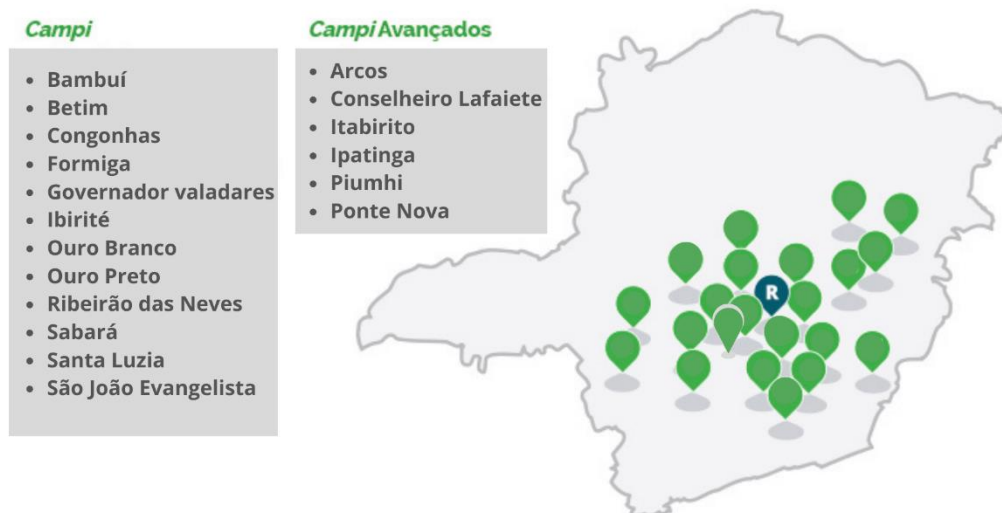 Campi
• Bambuí
• Betim
• Congonhas
• Formiga
• Governador valadares
• Ibirité
• Ouro Branco
• Ouro Preto
• Ribeirão das Neves
• Sabará
• Santa Luzia
• São João Evangelista
Campi Avançados
• Arcos
• Conselheiro Lafaiete
• Itabirito
• Ipatinga
• Piumhi
• Ponte Nova
R